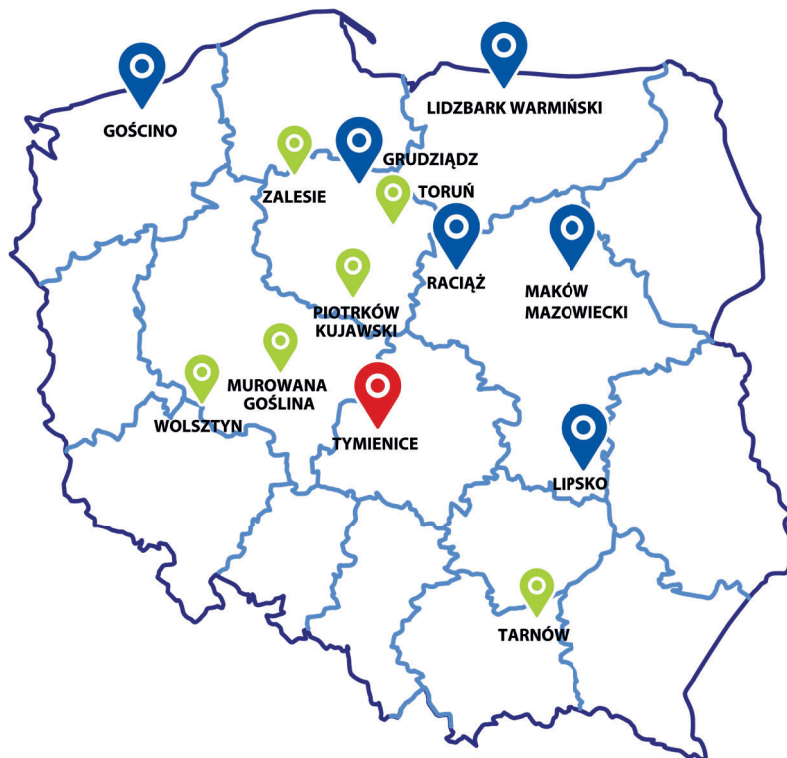 LIDZBARK WARMIŃSKI
GOŚCINO
GRUDZIĄDZ
ZALESIE
TORUŃ
RACIĄŻ
MAKÓW
MAZOWIECKI
PIOTRKÓW
KUJAWSKI
MUROWANA
GOŚLINA
WOLSZTYN
TYMIENICE
LIPSKO
TARNÓW